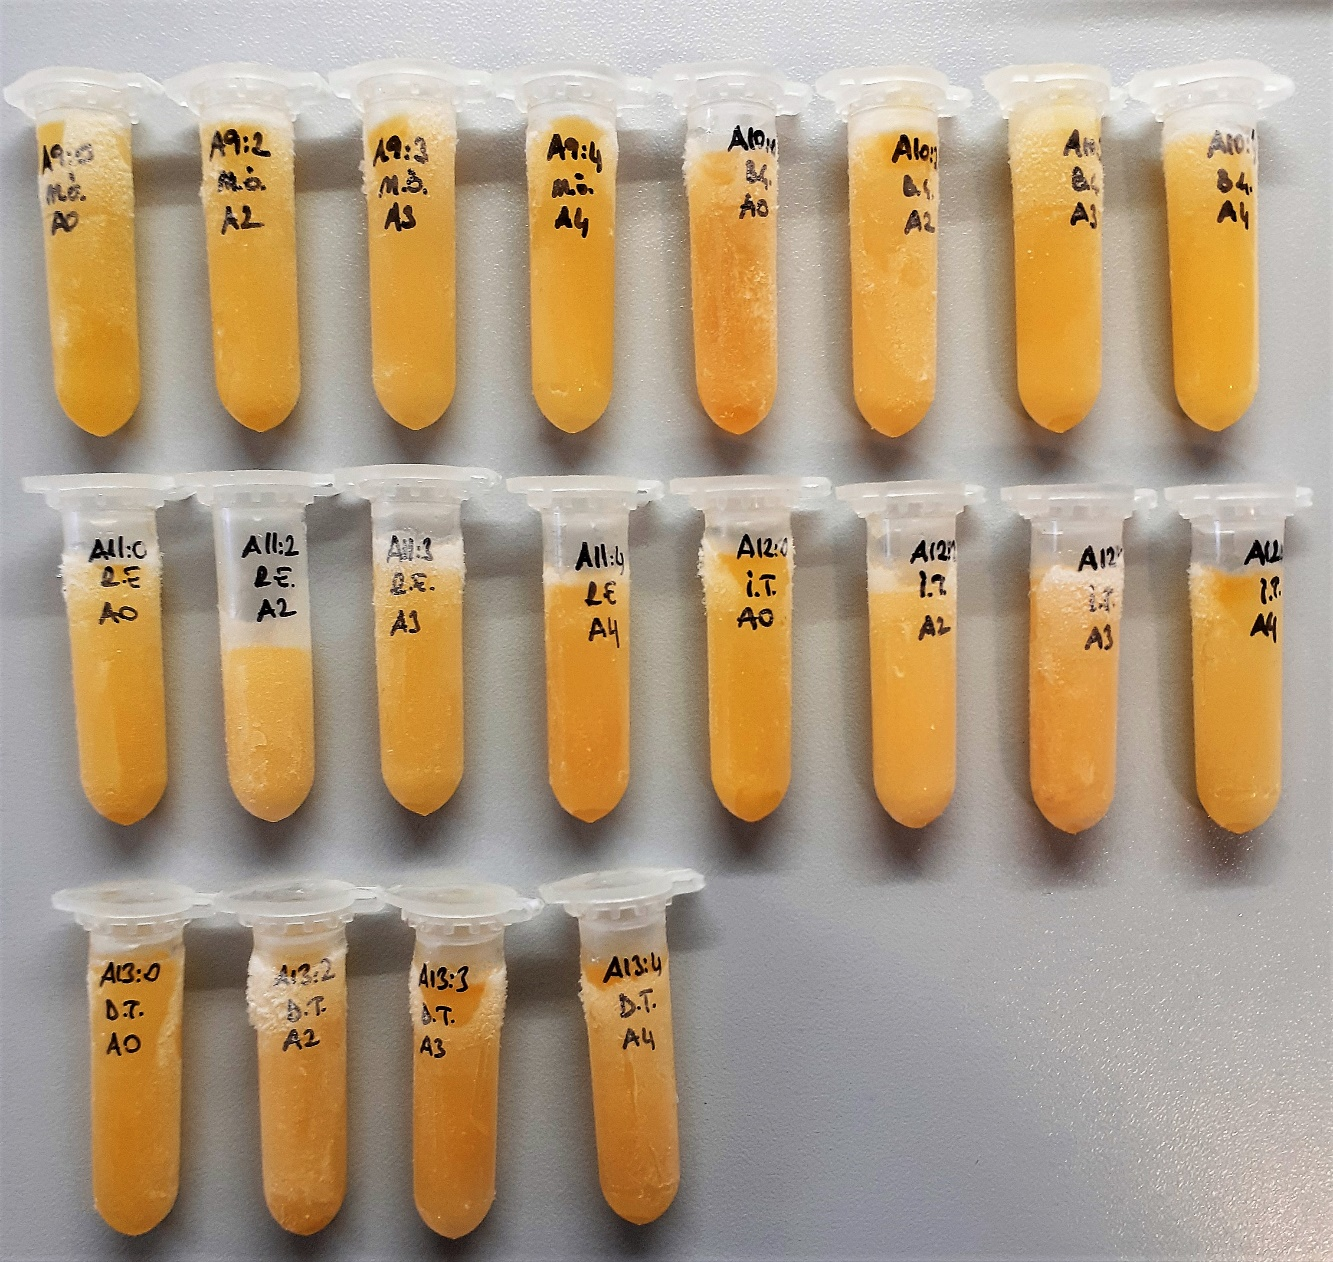 A9:0
M.Ö.
A0
A9:2
M.Ö.
A2
A9:3
M.Ö.
A3
A9:4
M.Ö.
A4
B.G.
A0
B.G.
A2
B.G.
A3
B.G.
A4
A11:0
R.E
A0
A11:2
R.E.
A2
A11:3
R.E.
A3
A11:4
R.E
A4
A12:0
İ.T.
A0
İ.T.
A2
İ.T.
A3
İ.T.
A4
A13:0
D.T.
A0
A13:2
D.T.
A2
A13:3
D.T.
A3
A13:4
D.T.
A4